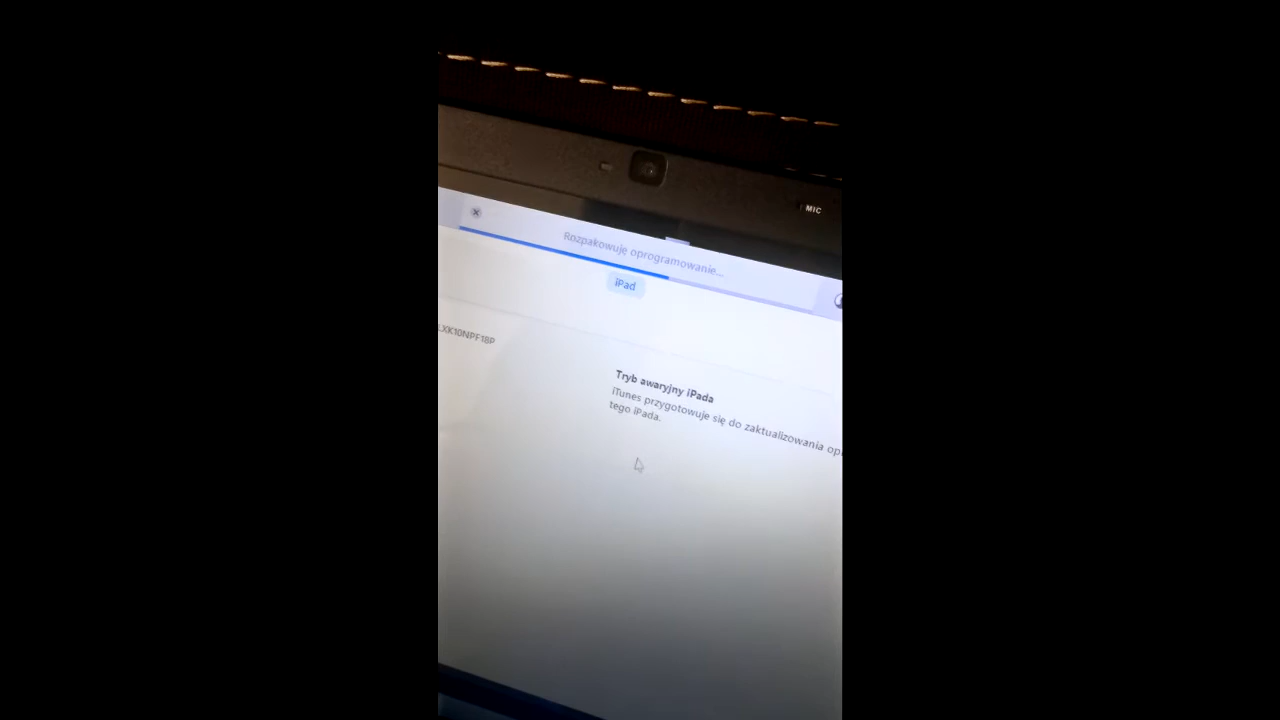 MIC
Rozpakowuję oprogramowanie...
iPad
Tryb awaryjny iPada
iTunes przygotowuje się do zaktualizowania
tego iPada.